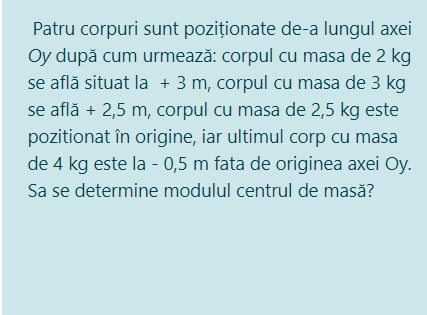 Patru corpuri sunt poziționate de-a lungul axei
Oy după cum urmează: corpul cu masa de 2 kg
se află situat la + 3 m, corpul cu masa de 3 kg
se află + 2,5 m, corpul cu masa de 2,5 kg este
pozitionat în origine, iar ultimul corp cu masa
de 4 kg este la - 0,5 m fata de originea axei Oy.
Sa se determine modulul centrul de masă?